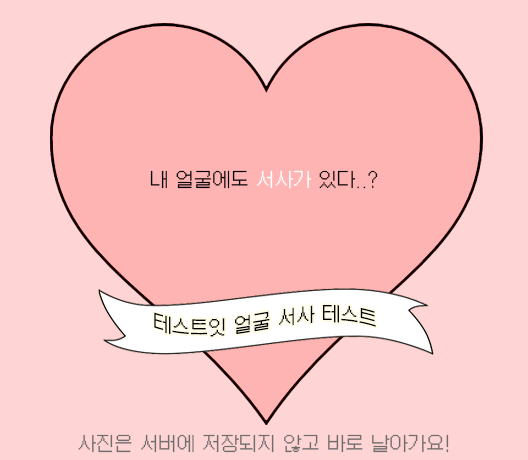 내 얼굴에도 서사가 있다..?
테스트잇 얼굴 서사 테스트
사진은 서버에 저장되지 않고 바로 날아가요!